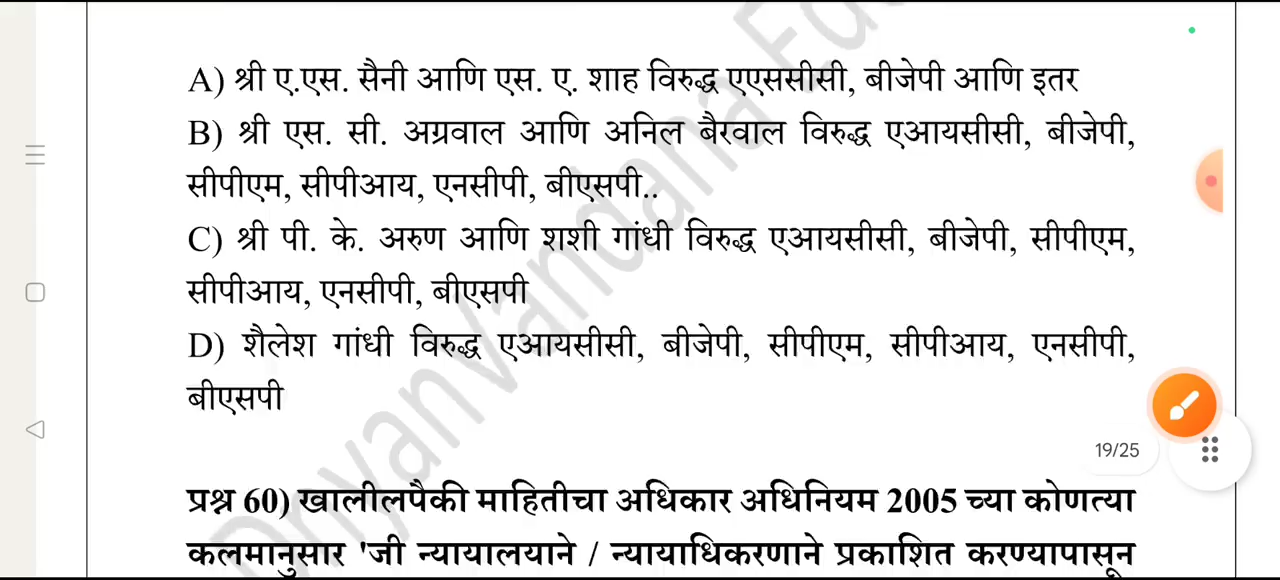 A) श्री ए.एस. सैनी आणि एस. ए. शाह विरुद्ध एएससीसी, बीजेपी आणि इतर
B) श्री एस. सी. अग्रवाल आणि अनिल बैरवाल विरुद्ध एआयसीसी, बीजेपी,
सीपीएम, सीपीआय, एनसीपी, बीएसपी..
C) श्री पी. के. अरुण आणि शशी गांधी विरुद्ध एआयसीसी, बीजेपी, सीपीएम,
सीपीआय, एनसीपी, बीएसपी
D) शैलेश गांधी विरुद्ध एआयसीसी, बीजेपी, सीपीएम, सीपीआय, एनसीपी,
बीएसपी
19/25
प्रश्न 60) खालीलपैकी माहितीचा अधिकार अधिनियम 2005 च्या कोणत्या
कलमानुसार 'जी न्यायालयाने / न्यायाधिकरणाने प्रकाशित करण्यापासून